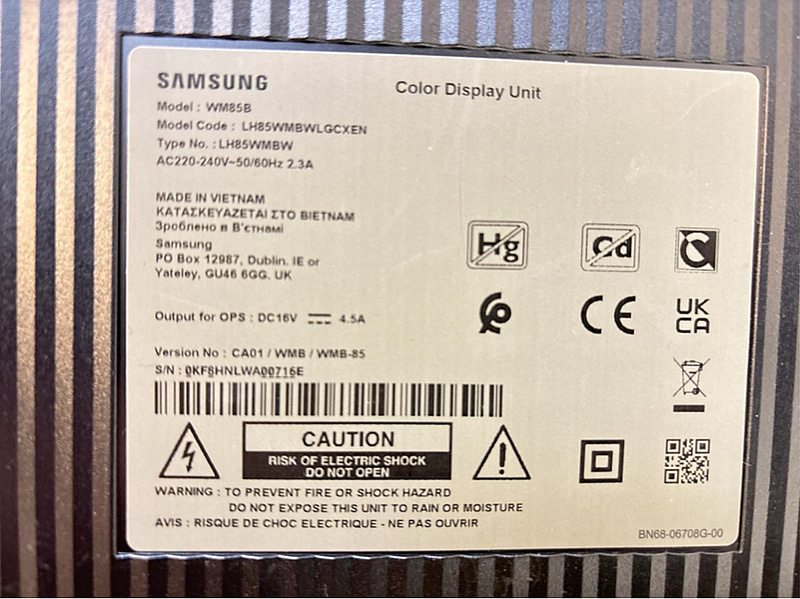 SAMSUNG
Color Display Unit
Model : WM85B
Model Code : LH85WMBWLGCXEN
Type No. : LH85WMBW
AC220-240V~50/60Hz 2.3A
MADE IN VIETNAM
ΚΑΤΑΣΚΕΥΑΖΕΤΑΙ ΣΤΟ ΒΙΕΤΝΑΜ
Зроблено в В'єтнамі
Samsung
PO Box 12987, Dublin. IE or
Yateley, GU46 6GG. UK
Hg
Cd
Output for OPS : DC16V ⎓ 4.5A
CE
UK
CA
Version No : CA01 / WMB / WMB-85
S/N : 0KF8HNLWA00716E
CAUTION
RISK OF ELECTRIC SHOCK
DO NOT OPEN
WARNING : TO PREVENT FIRE OR SHOCK HAZARD
DO NOT EXPOSE THIS UNIT TO RAIN OR MOISTURE
AVIS : RISQUE DE CHOC ELECTRIQUE - NE PAS OUVRIR
BN68-06708G-00